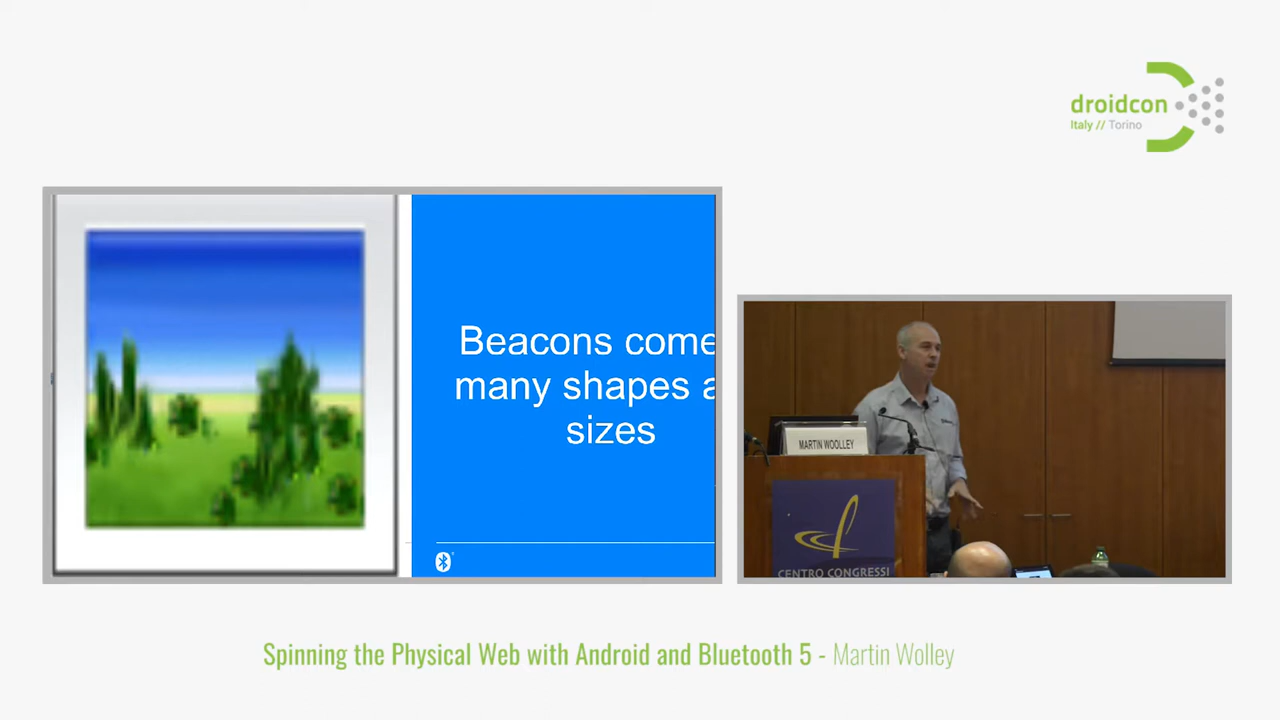 droidcon
Italy // Torino
Beacons come
many shapes a
sizes
MARTIN WOOLLEY
CENTRO CONGRESSI
Spinning the Physical Web with Android and Bluetooth 5 - Martin Wolley